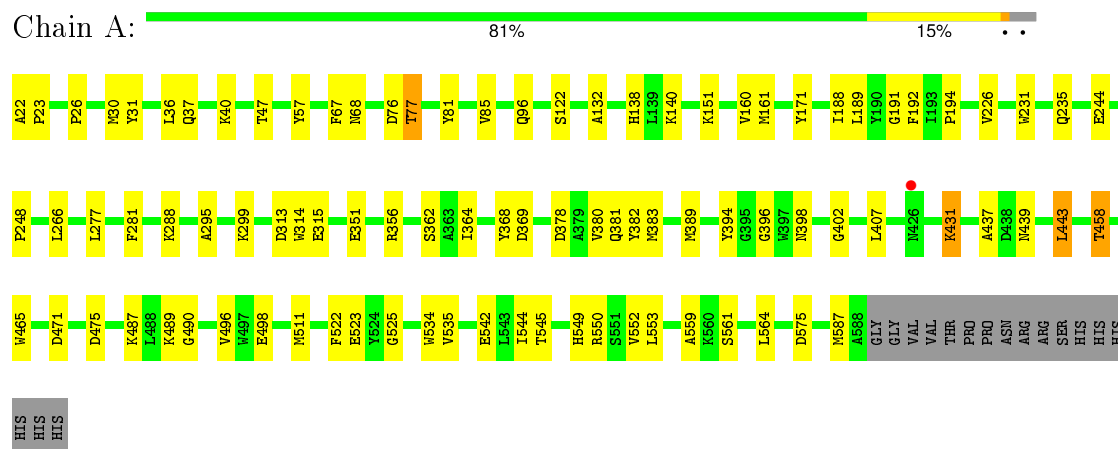 Chain A:
81% 15% • •
A22 P23 P26 M30 Y31 L36 Q37 K40 T47 Y57 F67 N68 D76 T77 Y81 V85 Q96 S122 A132 H138 L139 K140 K151 V160 M161 Y171 I188 L189 Y190 G191 F192 I193 P194 V226 W231 Q235 E244
P248 L266 L277 F281 K288 A295 K299 D313 W314 E315 E351 R356 S362 A363 I364 Y368 D369 D378 A379 V380 Q381 Y382 M383 M389 Y394 G395 G396 W397 N398 G402 L407 N426 K431 A437 D438 N439 L443 T458
W465 D471 D475 K487 L488 K489 G490 V496 W497 E498 M511 F522 E523 Y524 G525 W534 V535 E542 L543 I544 T545 H549 R550 S551 V552 L553 A559 K560 S561 L564 D575 M587 A588 GLY GLY VAL VAL THR PRO PRO ASN ARG ARG SER HIS HIS HIS
HIS HIS HIS